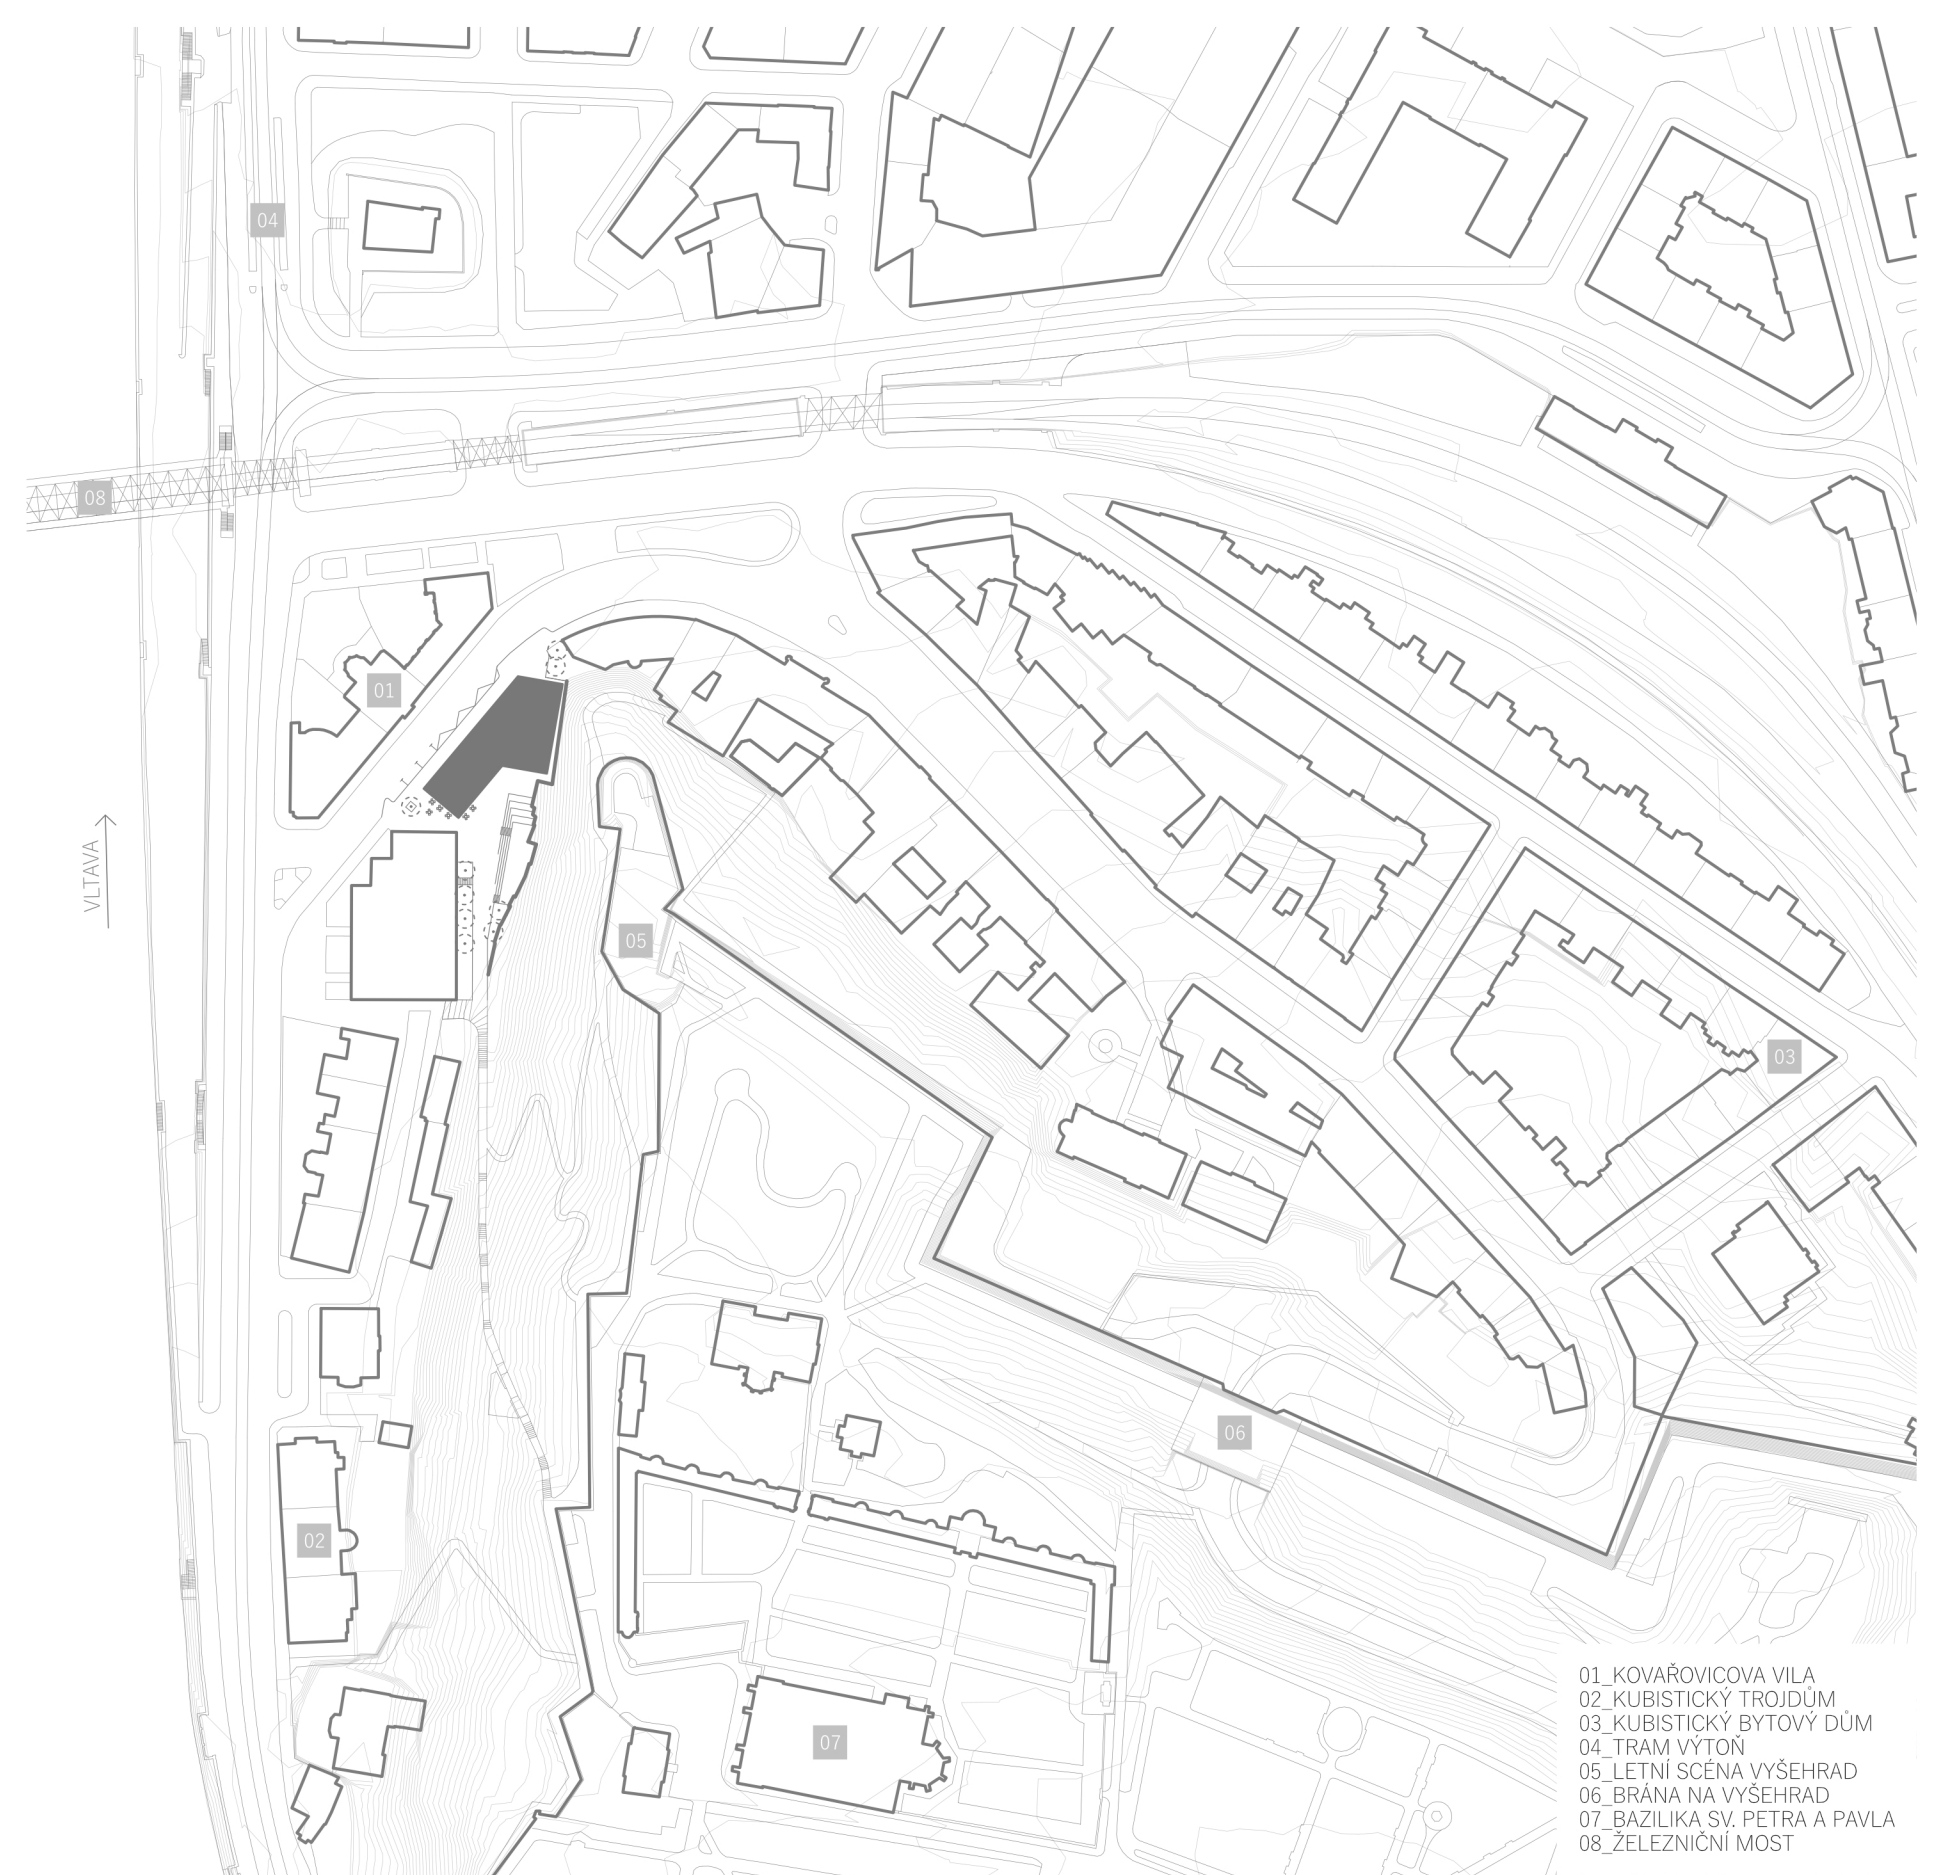 04
08
01
VLTAVA
05
03
06
02
07
01_KOVAŘOVICOVA VILA
02_KUBISTICKÝ TROJDŮM
03_KUBISTICKÝ BYTOVÝ DŮM
04_TRAM VÝTOŇ
05_LETNÍ SCÉNA VYŠEHRAD
06_BRÁNA NA VYŠEHRAD
07_BAZILIKA SV. PETRA A PAVLA
08_ŽELEZNIČNÍ MOST